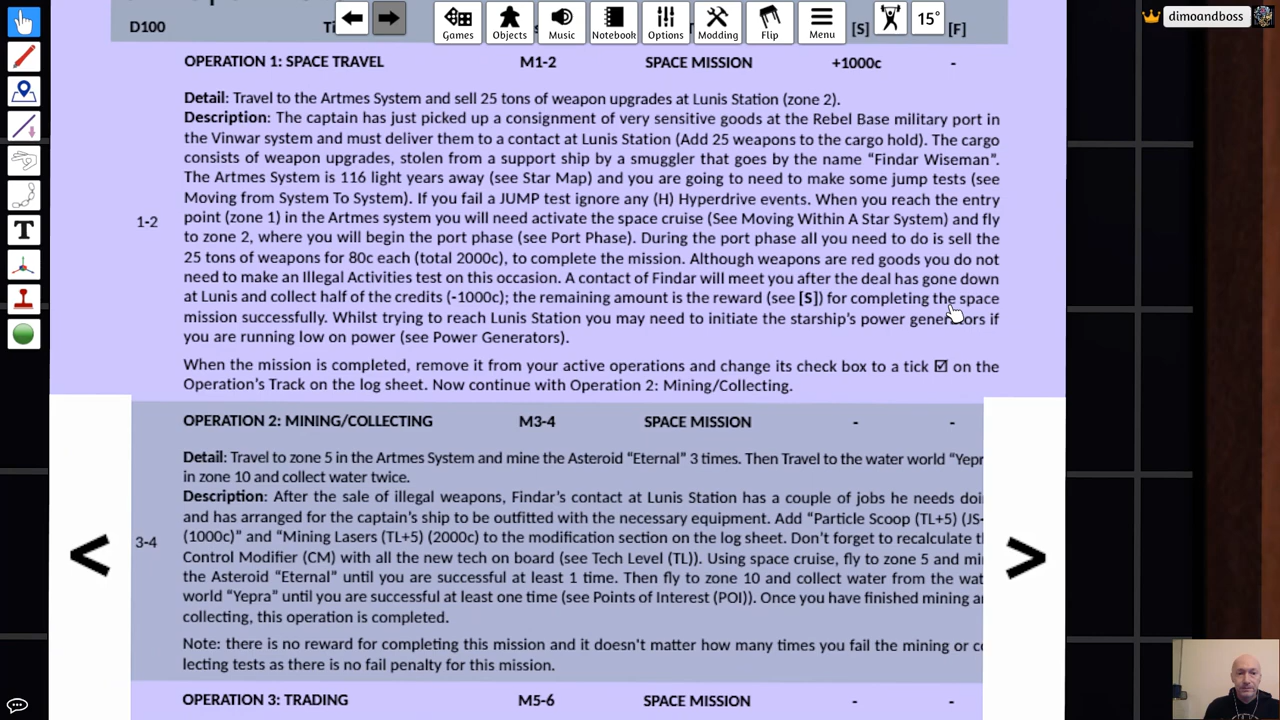 D100
Ti
[S]
15°
[F]
Games
Objects
Music
Notebook
Options
Modding
Flip
Menu
dimoandboss
OPERATION 1: SPACE TRAVEL M1-2 SPACE MISSION +1000c -
Detail: Travel to the Artmes System and sell 25 tons of weapon upgrades at Lunis Station (zone 2).
Description: The captain has just picked up a consignment of very sensitive goods at the Rebel Base military port in
the Vinwar system and must deliver them to a contact at Lunis Station (Add 25 weapons to the cargo hold). The cargo
consists of weapon upgrades, stolen from a support ship by a smuggler that goes by the name “Findar Wiseman”.
The Artmes System is 116 light years away (see Star Map) and you are going to need to make some jump tests (see
Moving from System To System). If you fail a JUMP test ignore any (H) Hyperdrive events. When you reach the entry
1-2
point (zone 1) in the Artmes system you will need activate the space cruise (See Moving Within A Star System) and fly
to zone 2, where you will begin the port phase (see Port Phase). During the port phase all you need to do is sell the
25 tons of weapons for 80c each (total 2000c), to complete the mission. Although weapons are red goods you do not
need to make an Illegal Activities test on this occasion. A contact of Findar will meet you after the deal has gone down
at Lunis and collect half of the credits (-1000c); the remaining amount is the reward (see [S]) for completing the space
mission successfully. Whilst trying to reach Lunis Station you may need to initiate the starship's power generators if
you are running low on power (see Power Generators).
When the mission is completed, remove it from your active operations and change its check box to a tick ☑ on the
Operation's Track on the log sheet. Now continue with Operation 2: Mining/Collecting.
OPERATION 2: MINING/COLLECTING M3-4 SPACE MISSION - -
Detail: Travel to zone 5 in the Artmes System and mine the Asteroid “Eternal” 3 times. Then Travel to the water world “Yepr
in zone 10 and collect water twice.
Description: After the sale of illegal weapons, Findar's contact at Lunis Station has a couple of jobs he needs doi
and has arranged for the captain's ship to be outfitted with the necessary equipment. Add “Particle Scoop (TL+5) (JS-
3-4
(1000c)” and “Mining Lasers (TL+5) (2000c) to the modification section on the log sheet. Don't forget to recalculate t
Control Modifier (CM) with all the new tech on board (see Tech Level (TL)). Using space cruise, fly to zone 5 and mi
the Asteroid “Eternal” until you are successful at least 1 time. Then fly to zone 10 and collect water from the wat
world “Yepra” until you are successful at least one time (see Points of Interest (POI)). Once you have finished mining a
collecting, this operation is completed.
Note: there is no reward for completing this mission and it doesn't matter how many times you fail the mining or c
lecting tests as there is no fail penalty for this mission.
OPERATION 3: TRADING M5-6 SPACE MISSION - -
< >
T